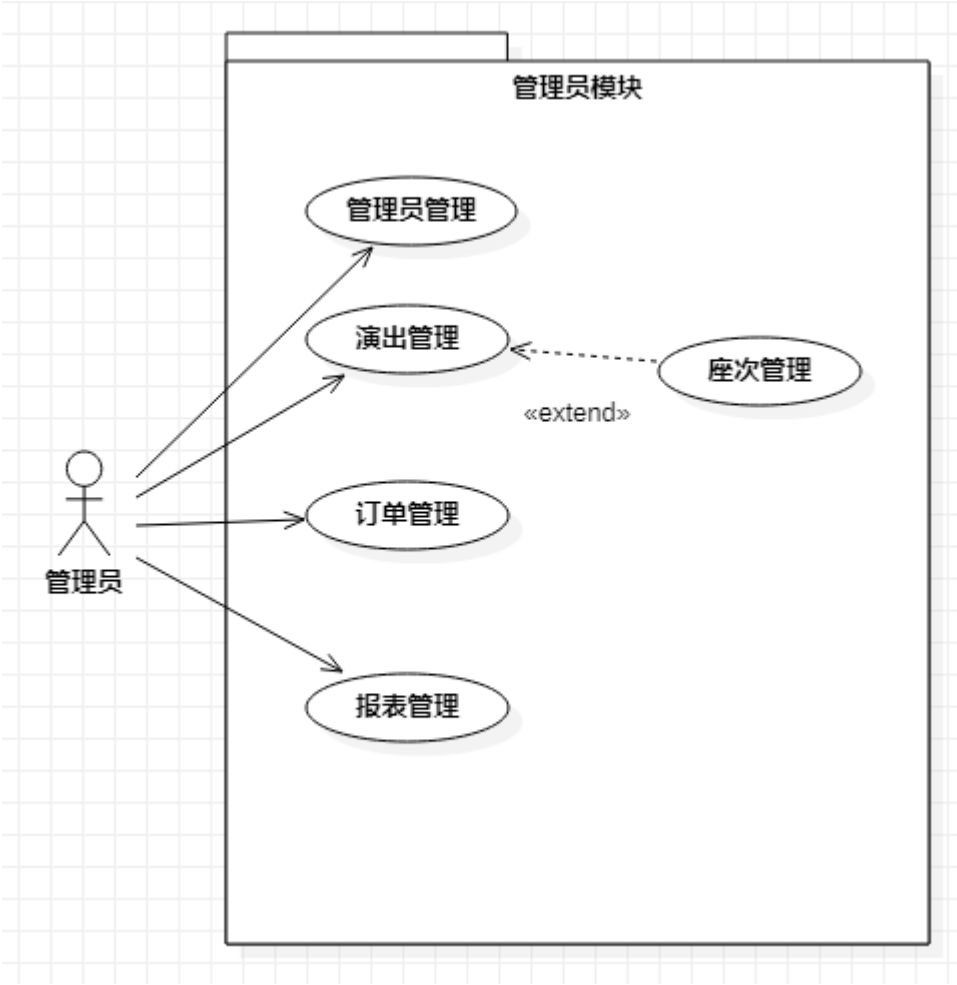 管理员模块
管理员管理
演出管理
座次管理
«extend»
订单管理
管理员
报表管理